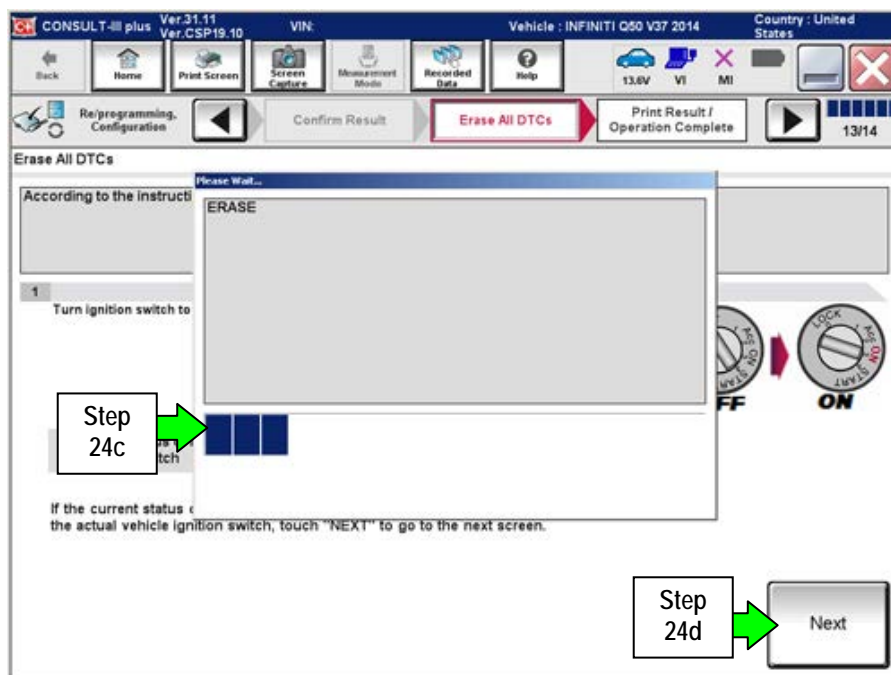 CONSULT-III plus Ver.31.11 VIN: Vehicle : INFINITI Q50 V37 2014 Country : United
Ver.CSP19.10 States
Back Home Print Screen Screen Capture Measurement Mode Recorded Data Help 13.6V VI MI
Re/programming, Configuration Confirm Result Erase All DTCs Print Result / Operation Complete 13/14
Erase All DTCs
Please Wait...
According to the instructi
ERASE
1
Turn ignition switch to
LOCK ACC ON START
FF ON
Step
24c
tch
If the current status
the actual vehicle ignition switch, touch "NEXT" to go to the next screen.
Step
24d
Next